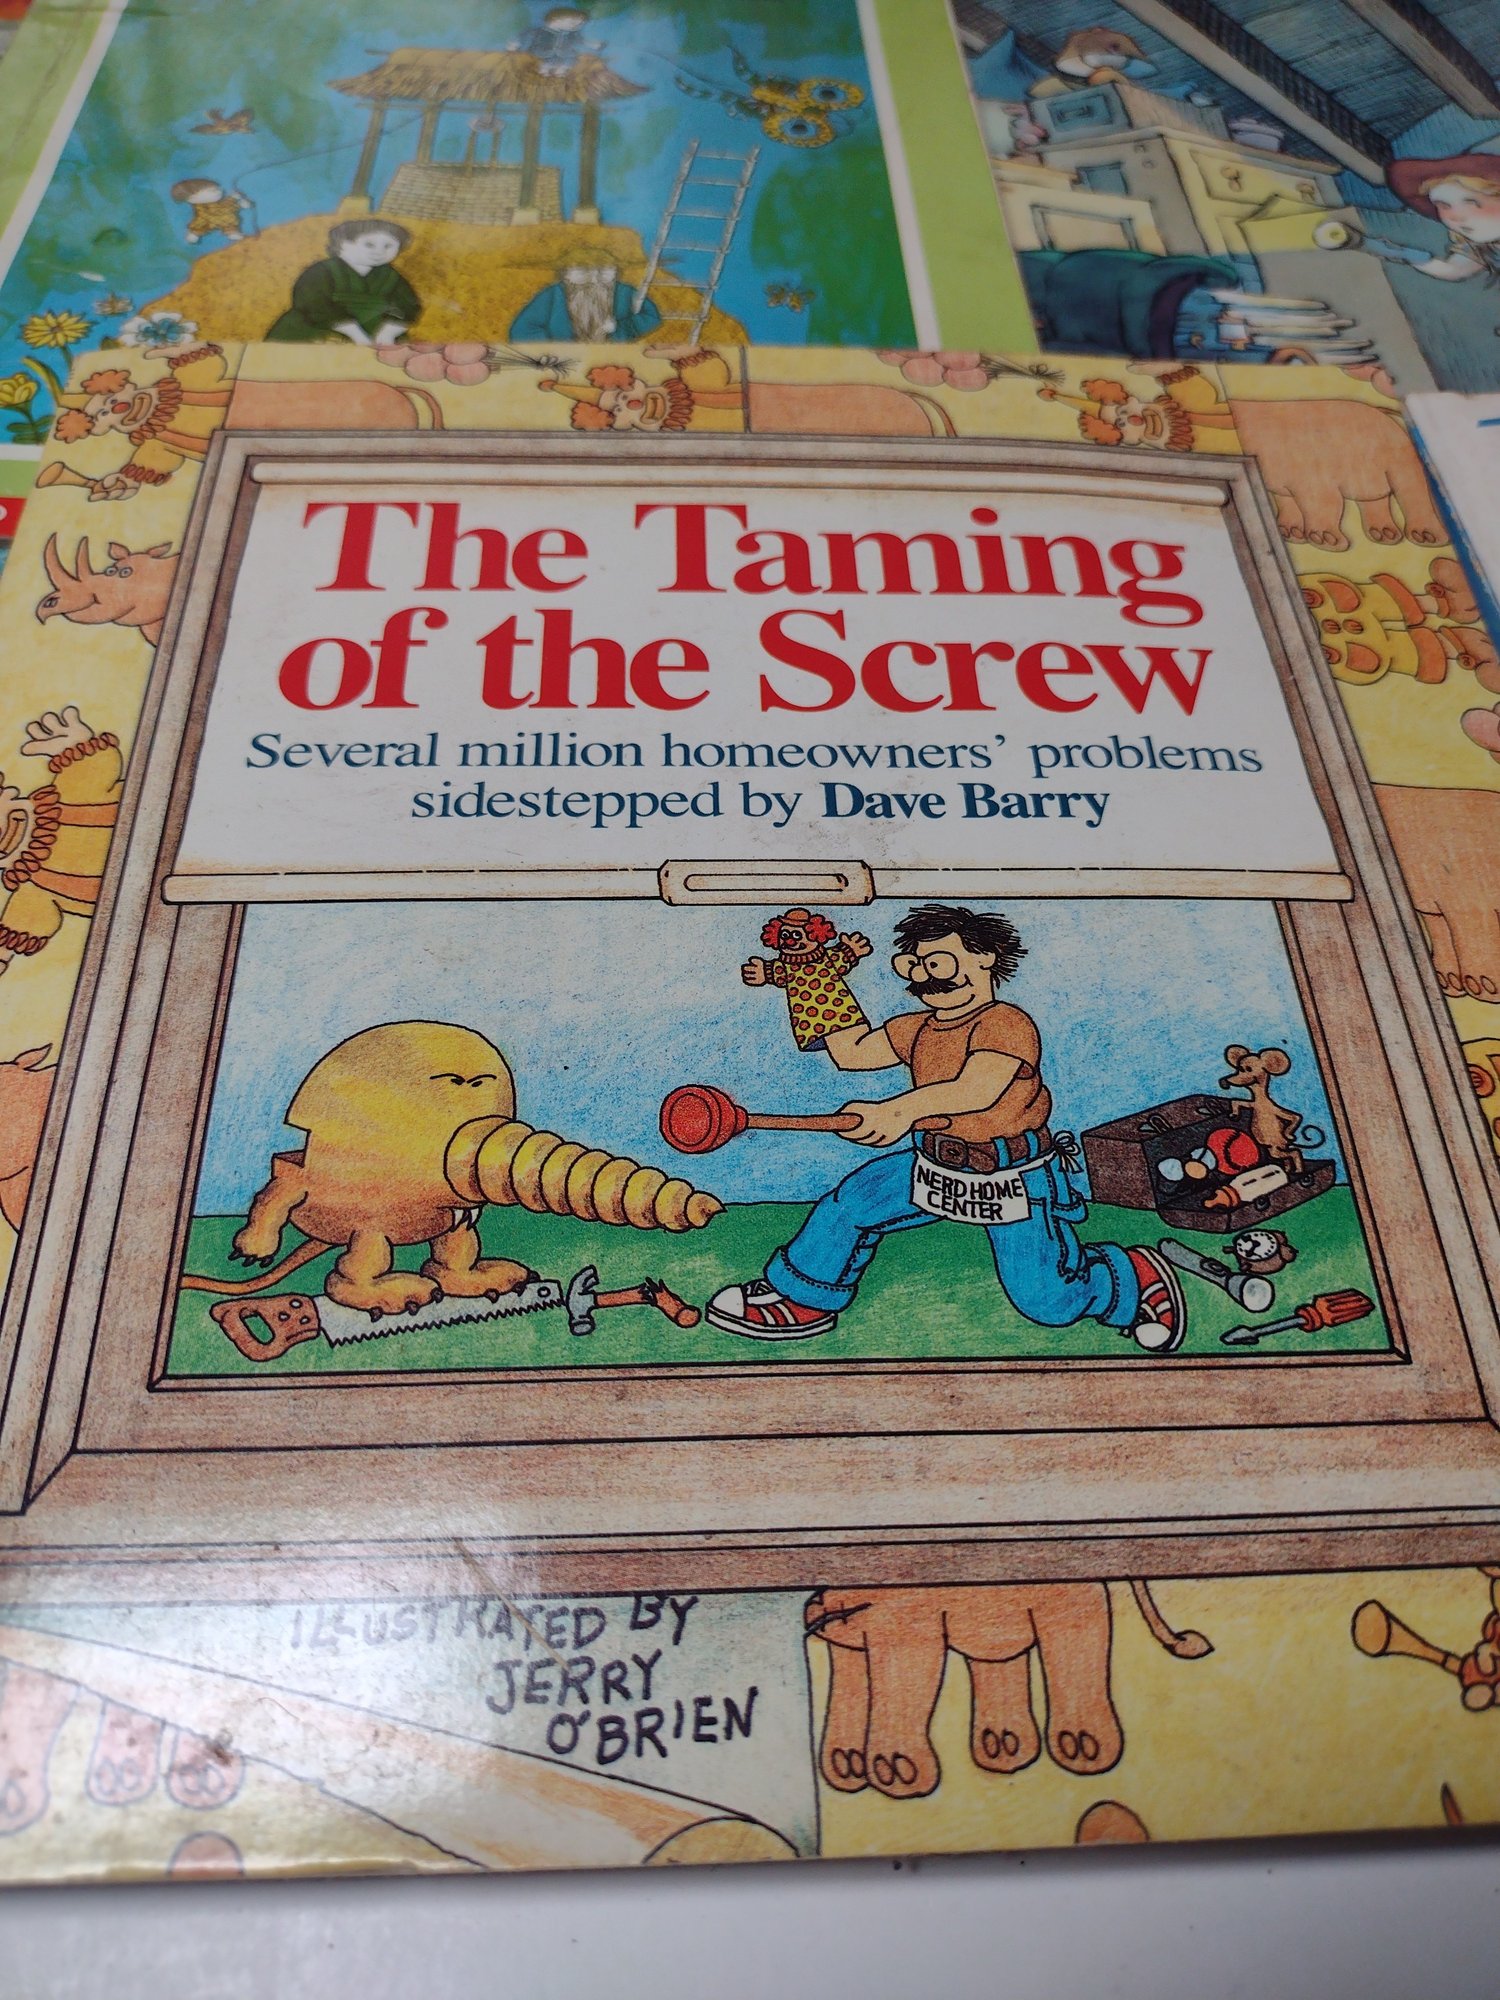 The Taming
of the Screw
Several million homeowners' problems
sidestepped by Dave Barry
NERD HOME
CENTER
ILLUSTRATED BY
JERRY
O'BRIEN